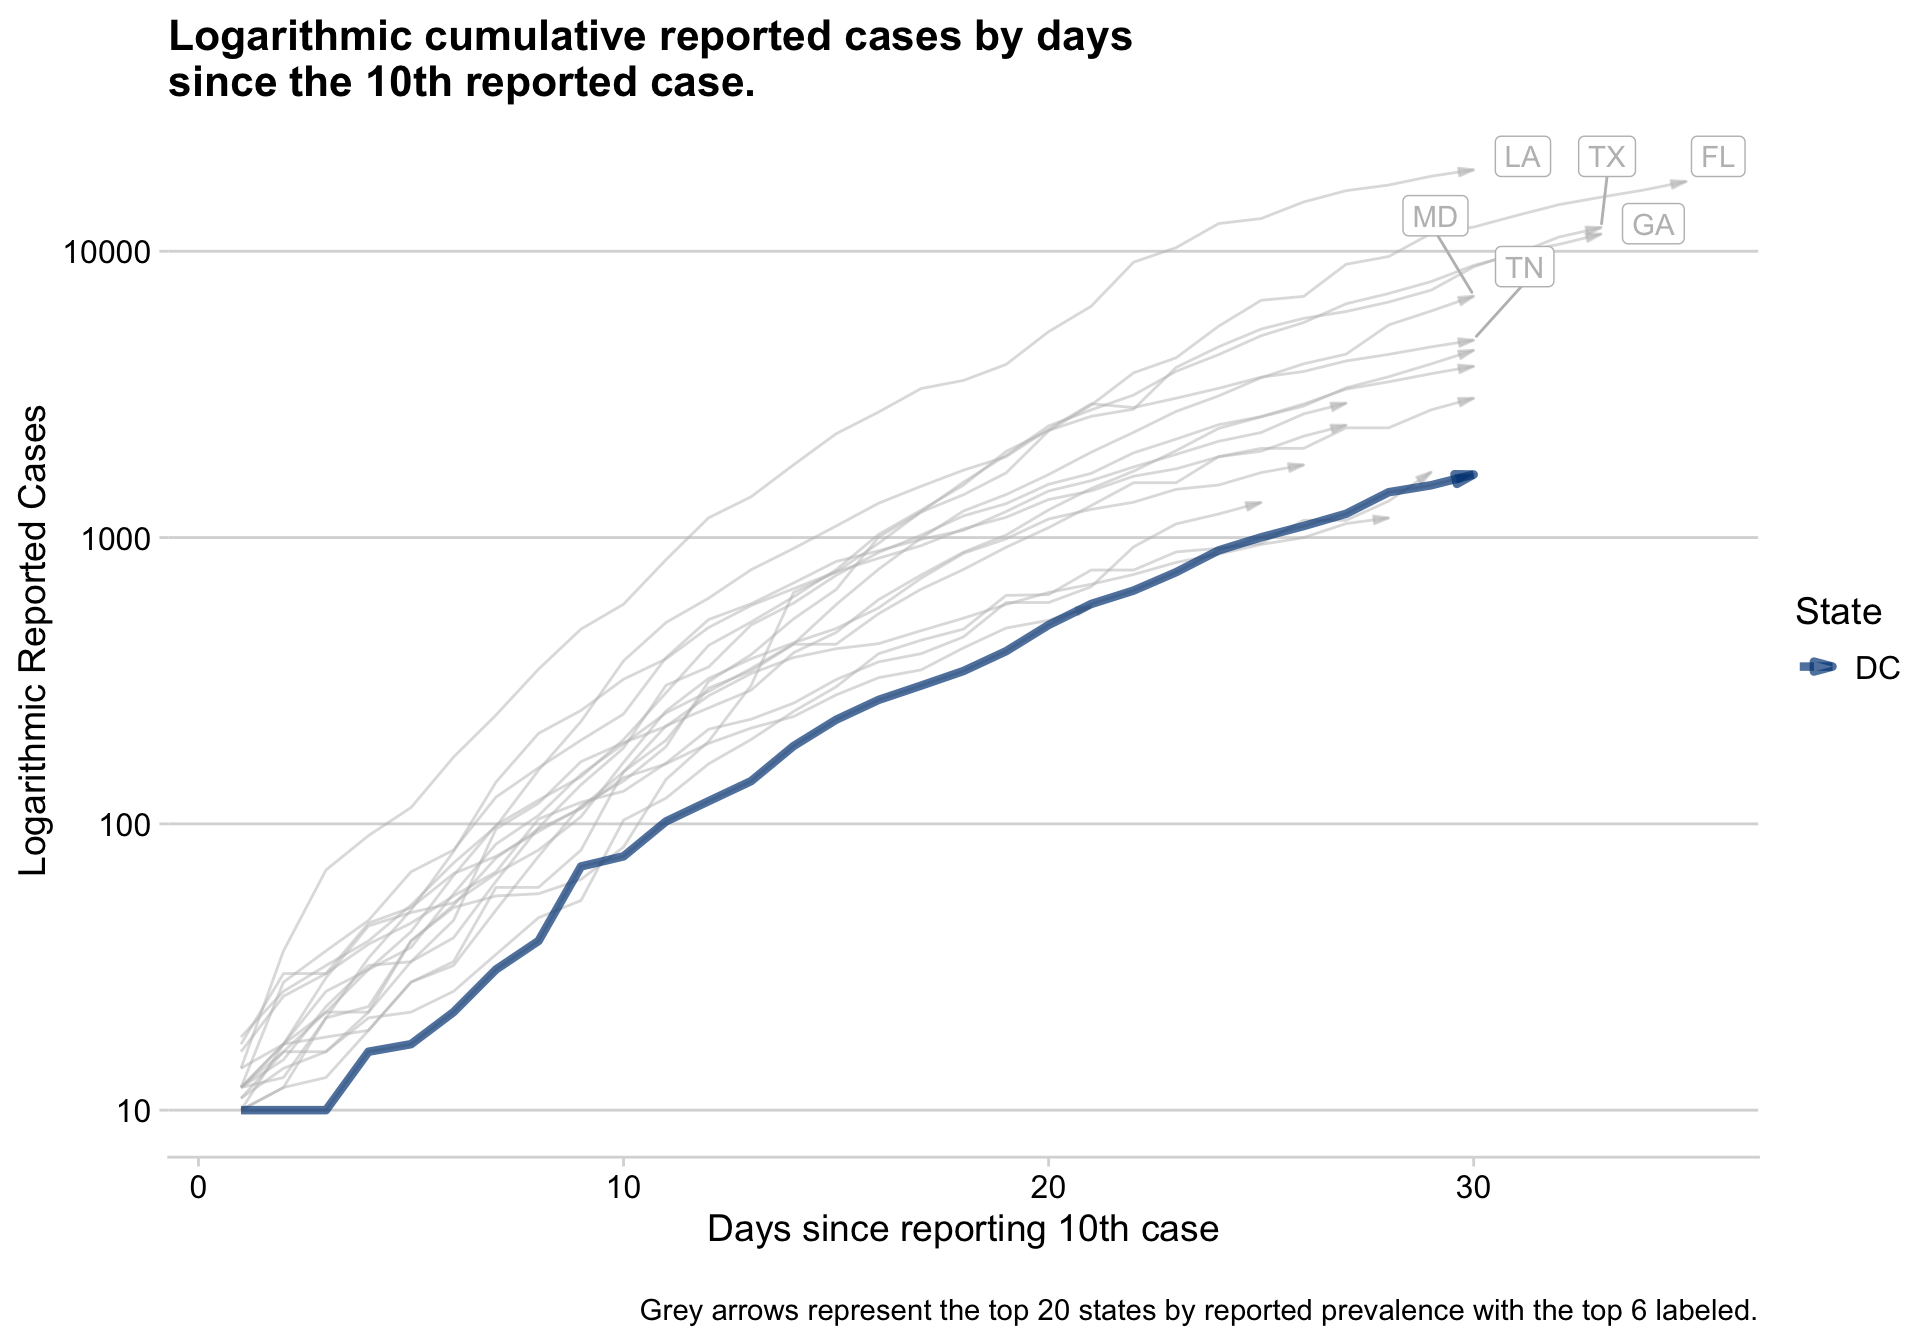 Logarithmic cumulative reported cases by days
since the 10th reported case.
LA
TX
FL
MD
GA
TN
10000
1000
100
10
Logarithmic Reported Cases
0
10
20
30
Days since reporting 10th case
State
DC
Grey arrows represent the top 20 states by reported prevalence with the top 6 labeled.